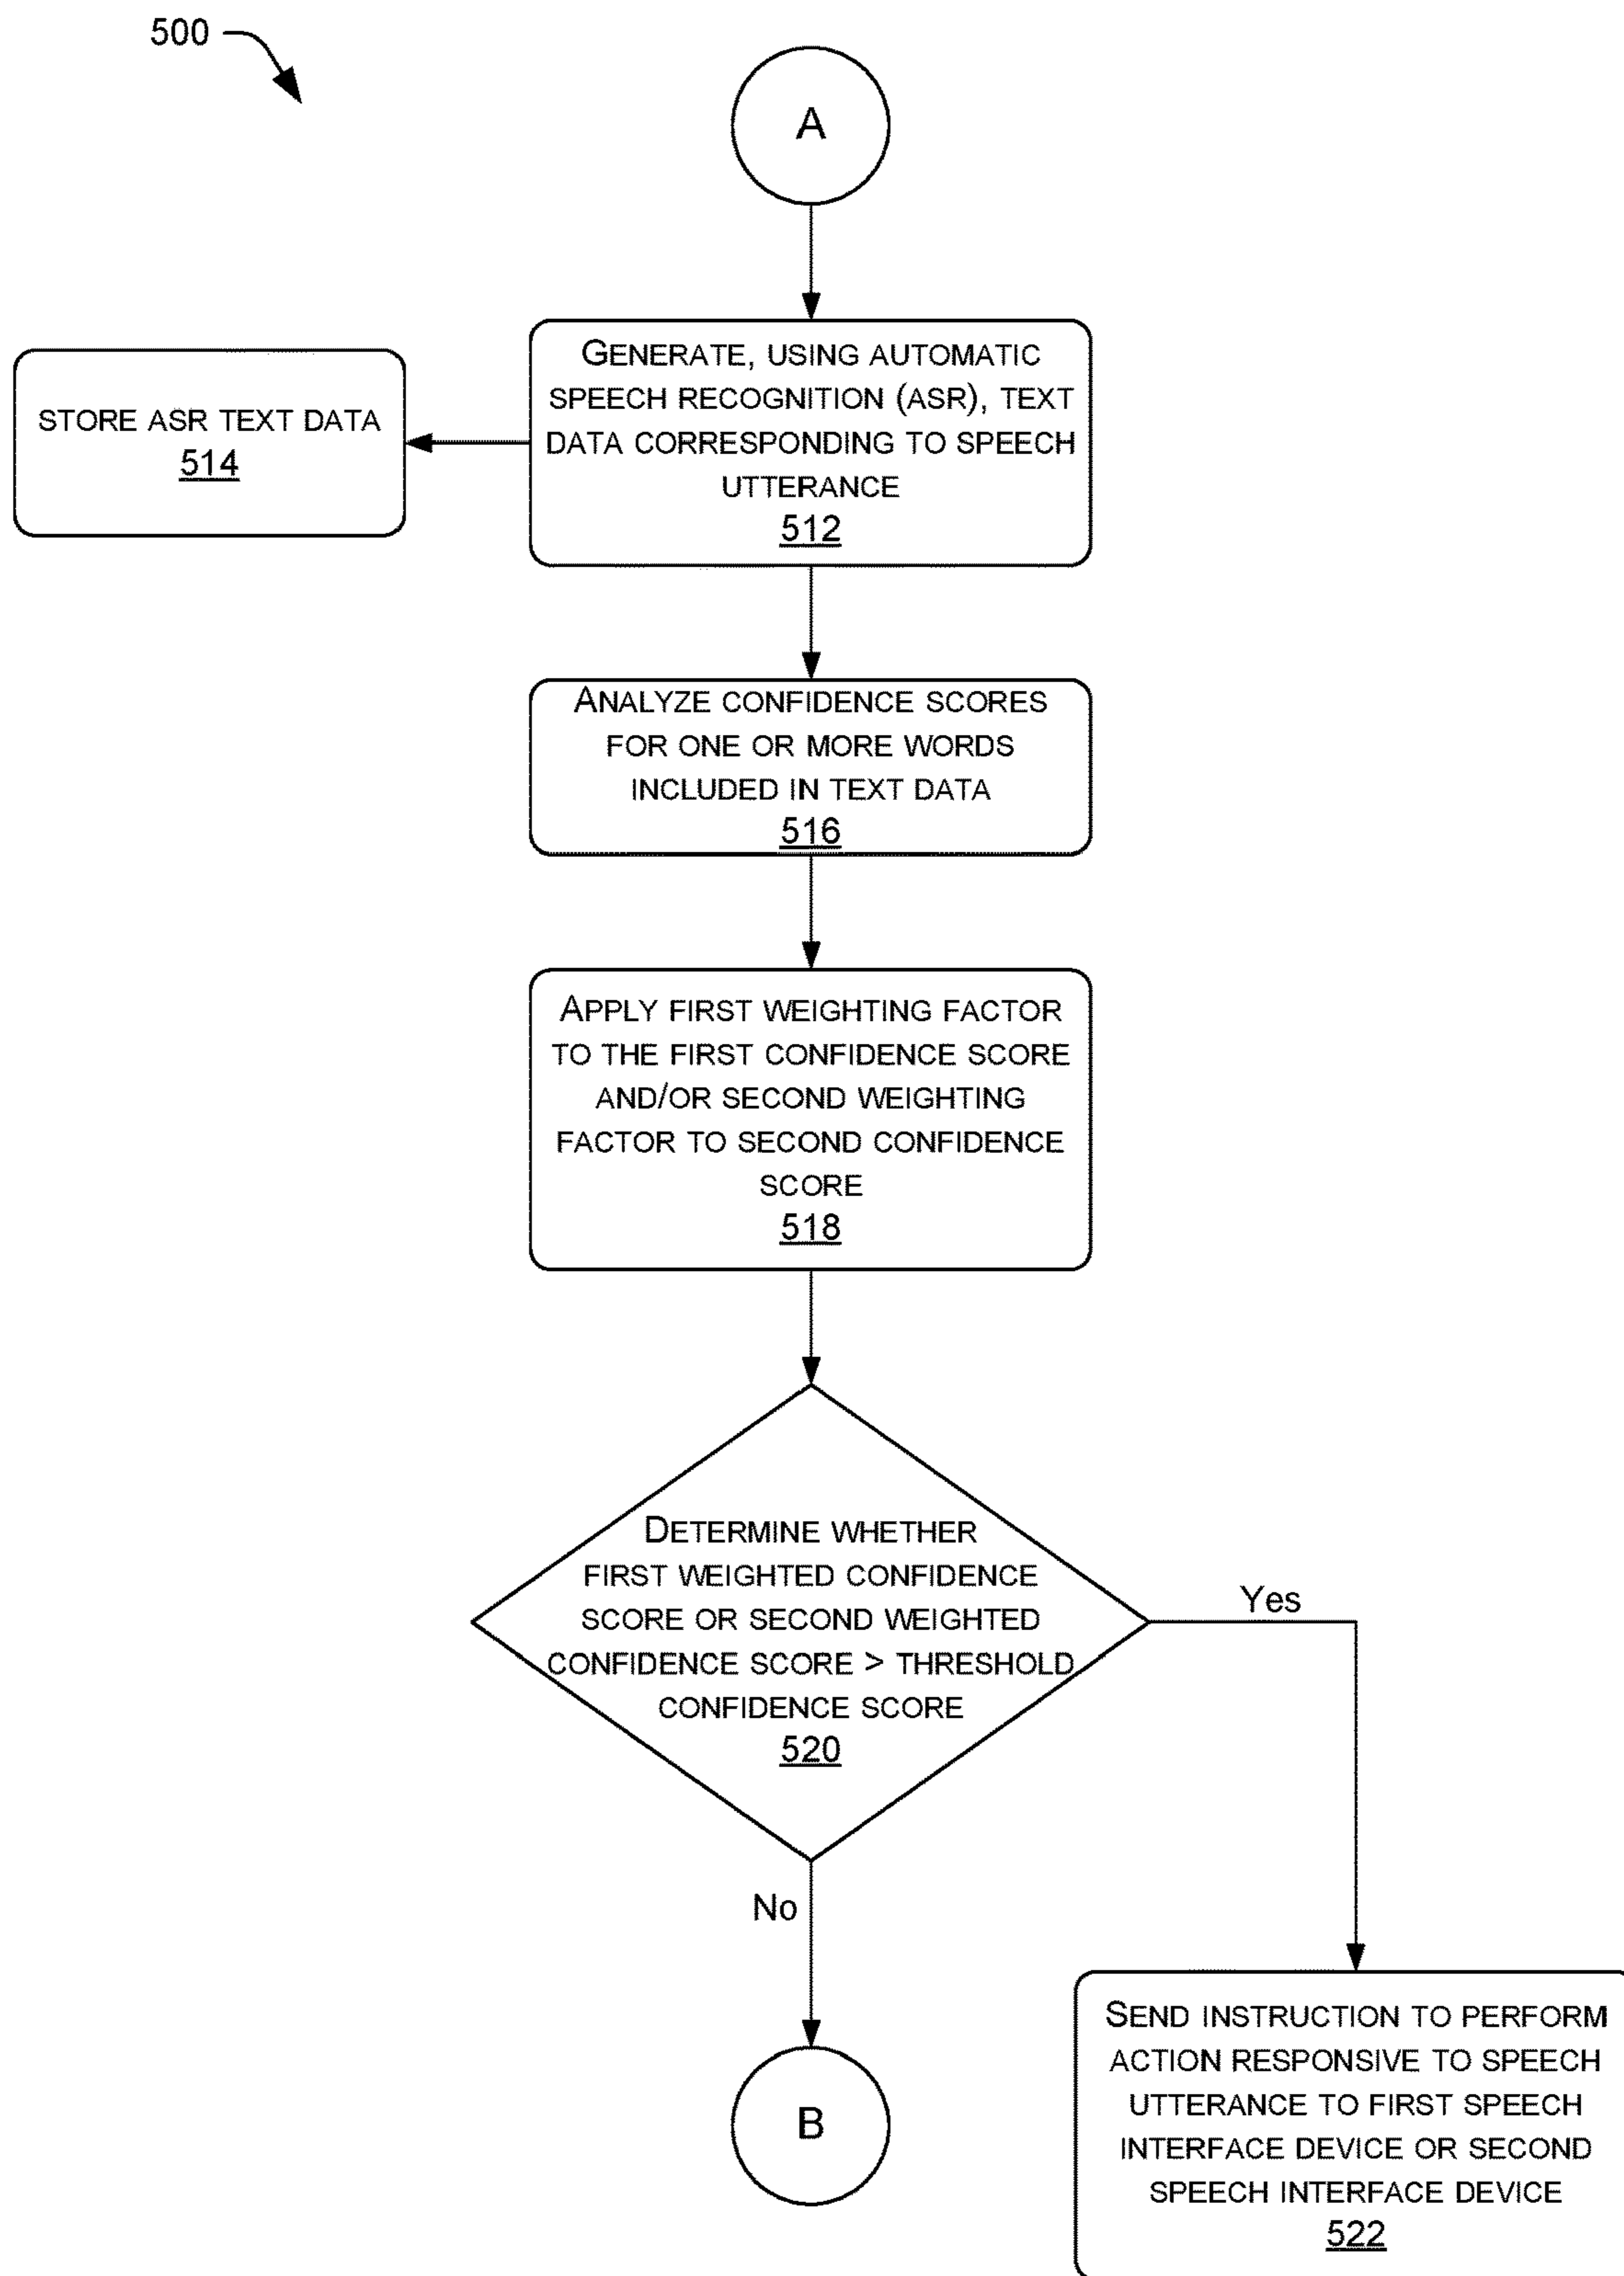 500
A
GENERATE, USING AUTOMATIC
SPEECH RECOGNITION (ASR), TEXT
DATA CORRESPONDING TO SPEECH
UTTERANCE
512
STORE ASR TEXT DATA
514
ANALYZE CONFIDENCE SCORES
FOR ONE OR MORE WORDS
INCLUDED IN TEXT DATA
516
APPLY FIRST WEIGHTING FACTOR
TO THE FIRST CONFIDENCE SCORE
AND/OR SECOND WEIGHTING
FACTOR TO SECOND CONFIDENCE
SCORE
518
DETERMINE WHETHER
FIRST WEIGHTED CONFIDENCE
SCORE OR SECOND WEIGHTED
CONFIDENCE SCORE > THRESHOLD
CONFIDENCE SCORE
520
Yes
No
B
SEND INSTRUCTION TO PERFORM
ACTION RESPONSIVE TO SPEECH
UTTERANCE TO FIRST SPEECH
INTERFACE DEVICE OR SECOND
SPEECH INTERFACE DEVICE
522